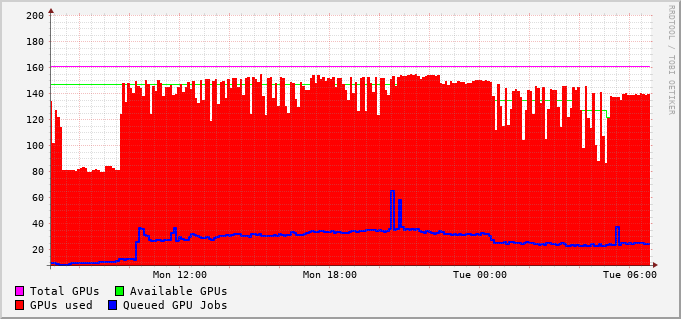 200
180
160
140
120
100
80
60
40
20
Mon 12:00 Mon 18:00 Tue 00:00 Tue 06:00
Total GPUs Available GPUs
GPUs used Queued GPU Jobs
RRDTOOL / TOBI OETIKER